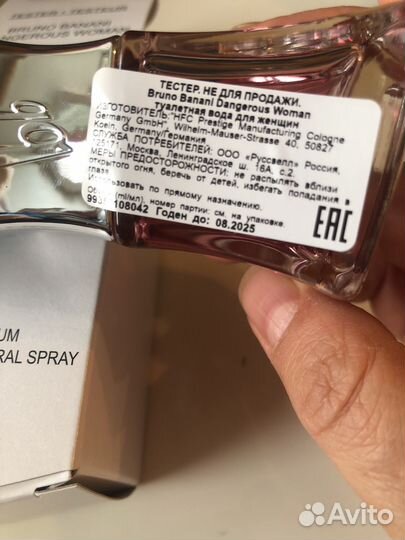 TESTER • TESTEUR
BRUNO BANANI
DANGEROUS WOMAN
ТЕСТЕР. НЕ ДЛЯ ПРОДАЖИ.
Bruno Banani Dangerous Woman
туалетная вода для женщин
ИЗГОТОВИТЕЛЬ: "HFC Prestige Manufacturing Cologne
Germany GmbH", Wilhelm-Mauser-Strasse 40, 50827
Koeln, Germany/Германия
СЛУЖБА ПОТРЕБИТЕЛЕЙ: ООО «Руссвелл» Россия,
125171, Москва, Ленинградское ш. 16А, с.2.
МЕРЫ ПРЕДОСТОРОЖНОСТИ: не распылять вблизи
открытого огня, беречь от детей, избегать попадания в
глаза
Использовать по прямому назначению.
(ml/мл), номер партии: см. на упаковке.
108042 Годен до: 08.2025
EAC
UM
RAL SPRAY
Avito